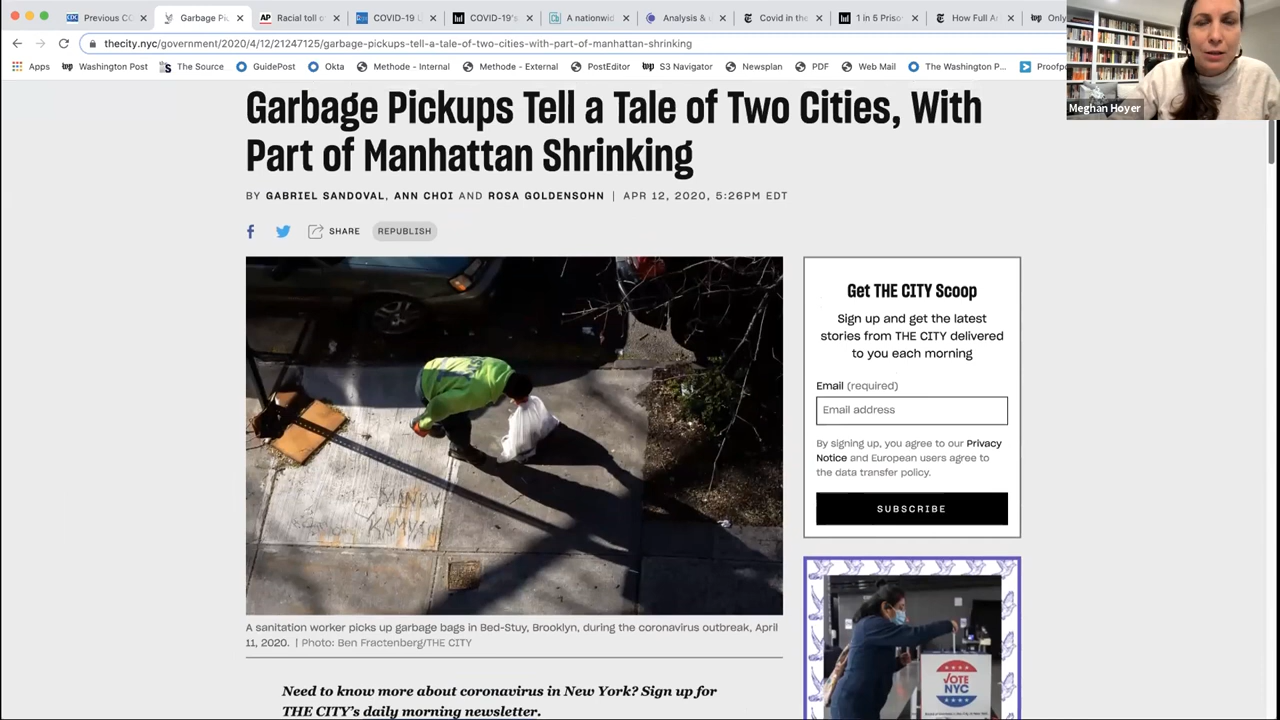 Previous CC
Garbage Pick
AP
Racial toll of
COVID-19 L
COVID-19's
A nationwid
Analysis &
Covid in the
1 in 5 Priso
How Full Ar
Only
thecity.nyc/government/2020/4/12/21247125/garbage-pickups-tell-a-tale-of-two-cities-with-part-of-manhattan-shrinking
Apps
wp Washington Post
The Source
GuidePost
Okta
Methode - Internal
Methode - External
PostEditor
wp S3 Navigator
Newsplan
PDF
Web Mail
The Washington P...
Proofpo
Meghan Hoyer
Garbage Pickups Tell a Tale of Two Cities, With
Part of Manhattan Shrinking
BY GABRIEL SANDOVAL, ANN CHOI AND ROSA GOLDENSOHN | APR 12, 2020, 5:26PM EDT
SHARE
REPUBLISH
Get THE CITY Scoop
Sign up and get the latest
stories from THE CITY delivered
to you each morning
Email (required)
Email address
By signing up, you agree to our Privacy
Notice and European users agree to
the data transfer policy.
SUBSCRIBE
A sanitation worker picks up garbage bags in Bed-Stuy, Brooklyn, during the coronavirus outbreak, April
11, 2020. | Photo: Ben Fractenberg/THE CITY
Need to know more about coronavirus in New York? Sign up for
THE CITY's daily morning newsletter.
VOTE
NYC